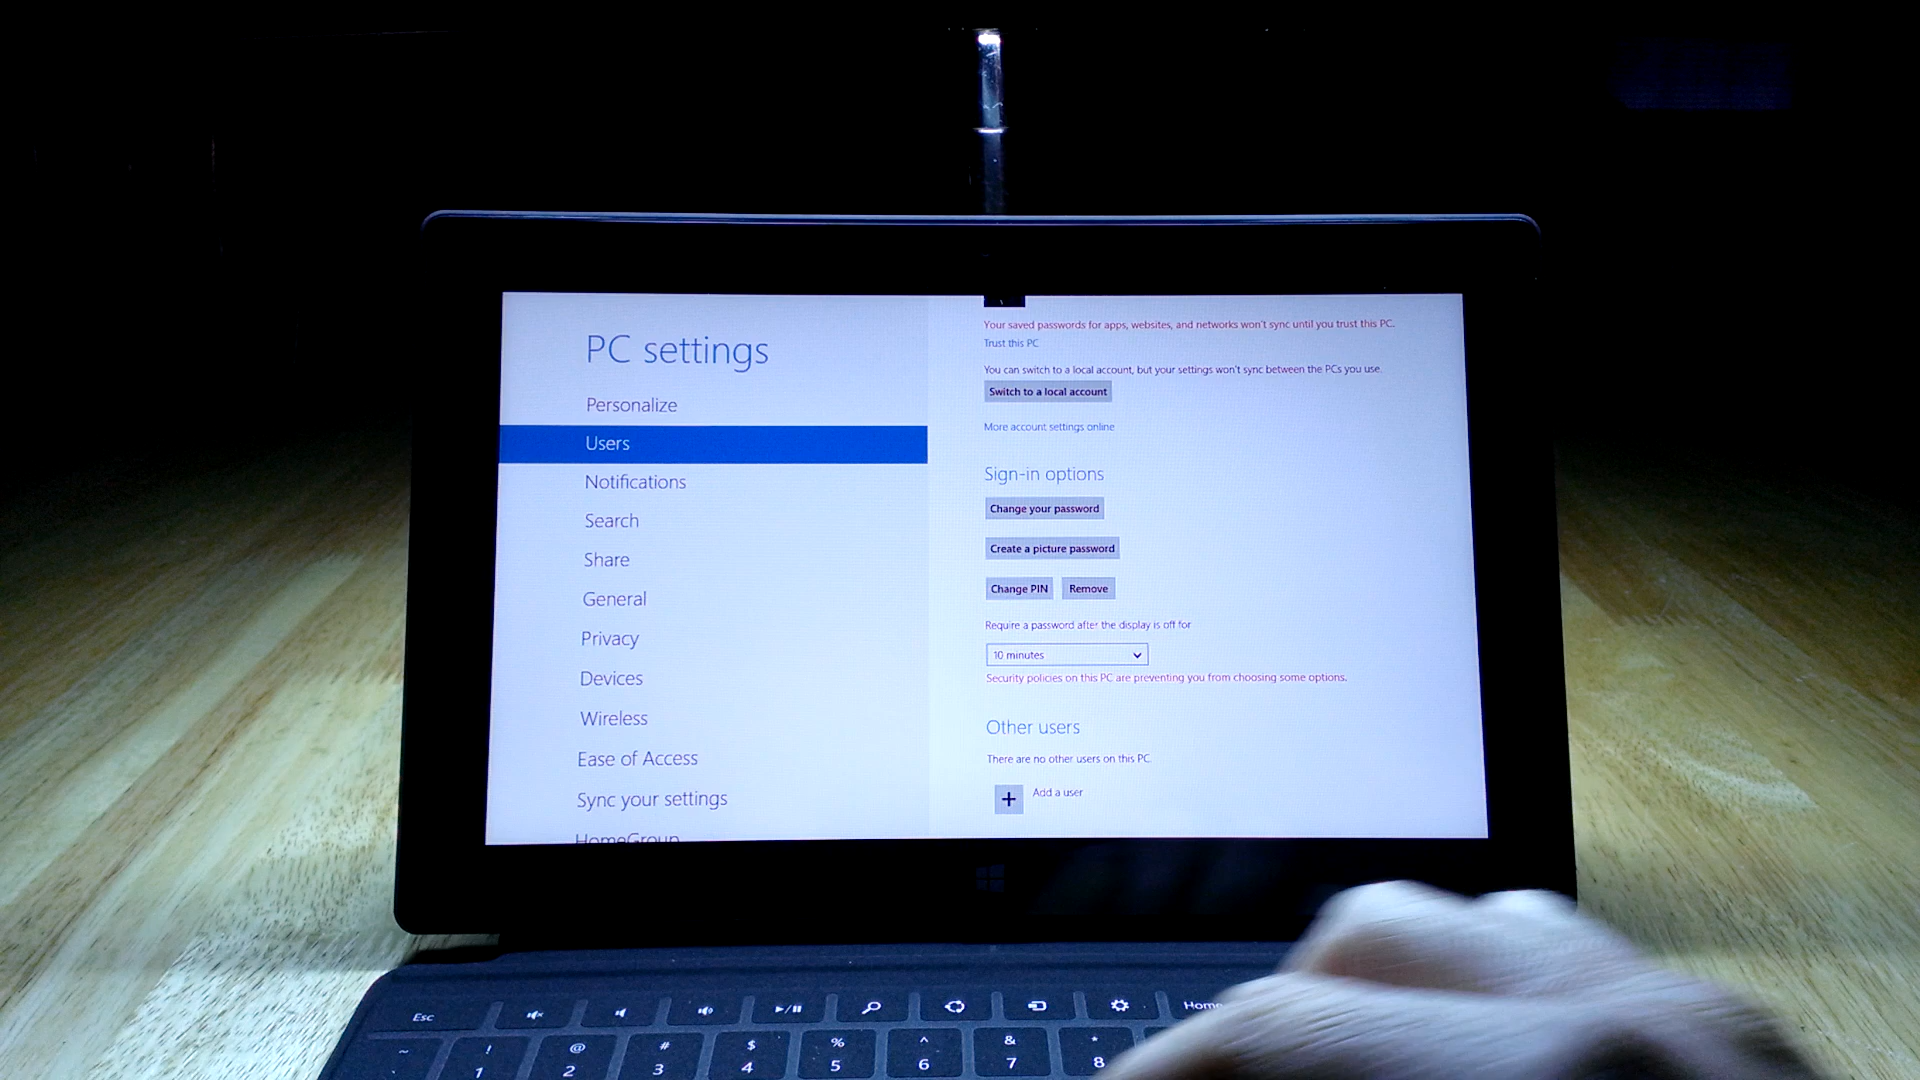 PC settings
Personalize
Users
Notifications
Search
Share
General
Privacy
Devices
Wireless
Ease of Access
Sync your settings
HomeGroup
Your saved passwords for apps, websites, and networks won't sync until you trust this PC.
Trust this PC
You can switch to a local account, but your settings won't sync between the PCs you use.
Switch to a local account
More account settings online
Sign-in options
Change your password
Create a picture password
Change PIN Remove
Require a password after the display is off for
10 minutes
Security policies on this PC are preventing you from choosing some options.
Other users
There are no other users on this PC.
+ Add a user
Esc Home
~ ! @ # $ % ^ & *
` 1 2 3 4 5 6 7 8